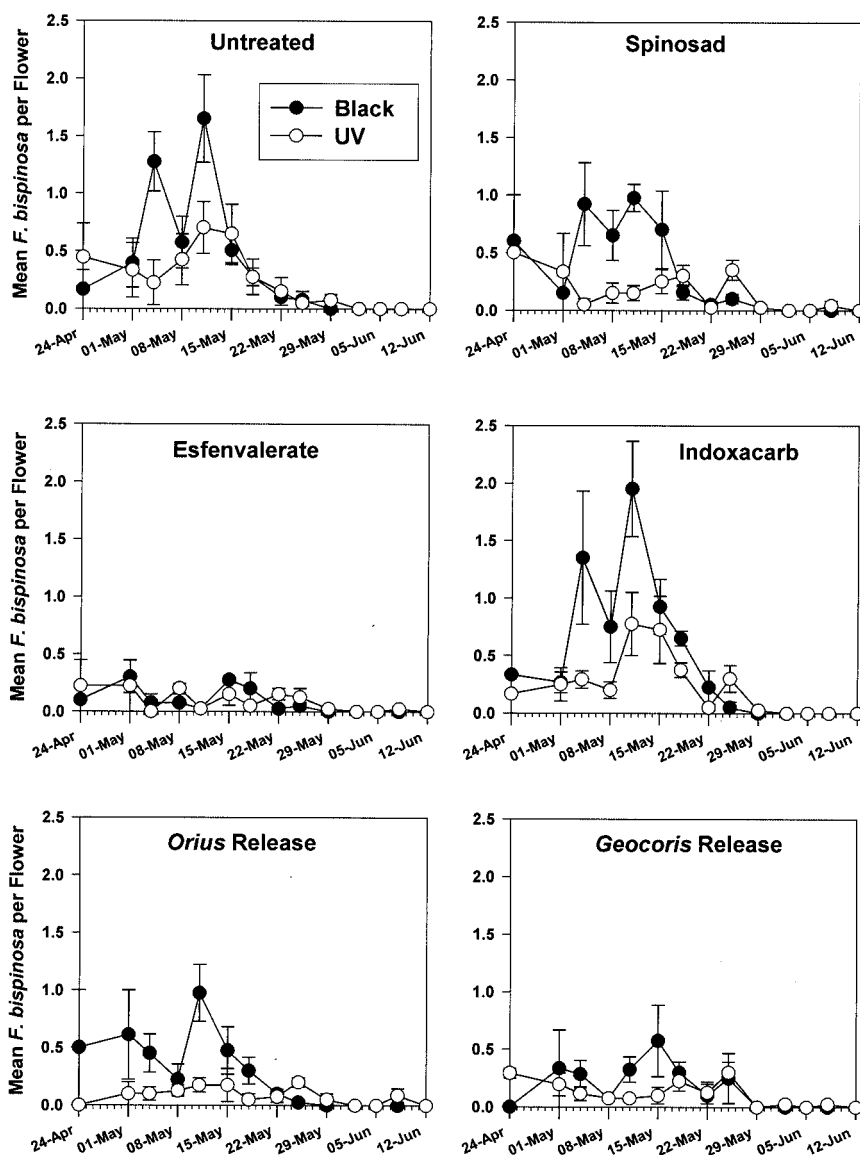 Untreated
Black
UV
Mean F. bispinosa per Flower
2.5
2.0
1.5
1.0
0.5
0.0
24-Apr
01-May
08-May
15-May
22-May
29-May
05-Jun
12-Jun
Spinosad
2.5
2.0
1.5
1.0
0.5
0.0
24-Apr
01-May
08-May
15-May
22-May
29-May
05-Jun
12-Jun
Esfenvalerate
Mean F. bispinosa per Flower
2.5
2.0
1.5
1.0
0.5
0.0
24-Apr
01-May
08-May
15-May
22-May
29-May
05-Jun
12-Jun
Indoxacarb
2.5
2.0
1.5
1.0
0.5
0.0
24-Apr
01-May
08-May
15-May
22-May
29-May
05-Jun
12-Jun
Orius Release
Mean F. bispinosa per Flower
2.5
2.0
1.5
1.0
0.5
0.0
24-Apr
01-May
08-May
15-May
22-May
29-May
05-Jun
12-Jun
Geocoris Release
2.5
2.0
1.5
1.0
0.5
0.0
24-Apr
01-May
08-May
15-May
22-May
29-May
05-Jun
12-Jun